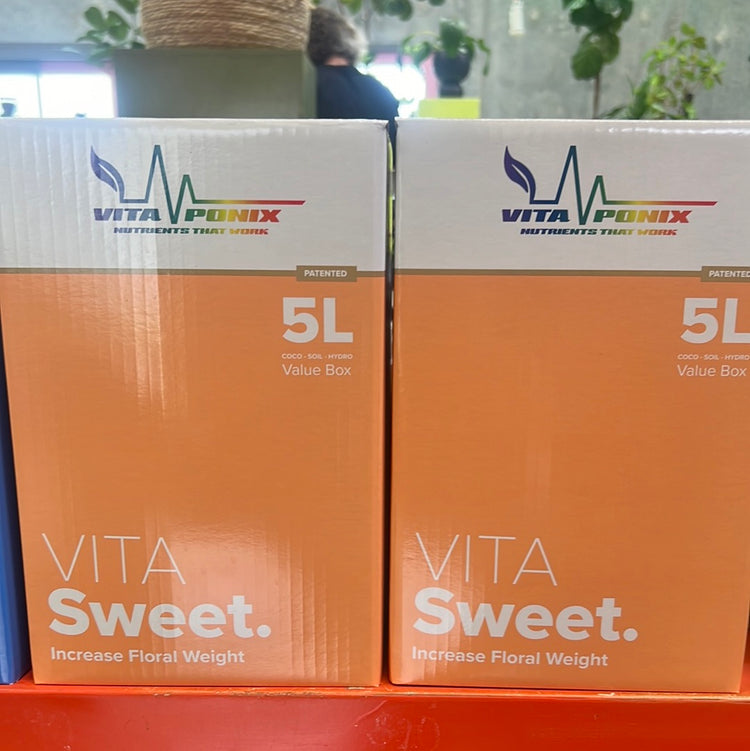 VITA PONIX
NUTRIENTS THAT WORK
PATENTED
5L
COCO - SOIL - HYDRO
Value Box
VITA
Sweet.
Increase Floral Weight
VITA PONIX
NUTRIENTS THAT WORK
PATENTED
5L
COCO - SOIL - HYDRO
Value Box
VITA
Sweet.
Increase Floral Weight